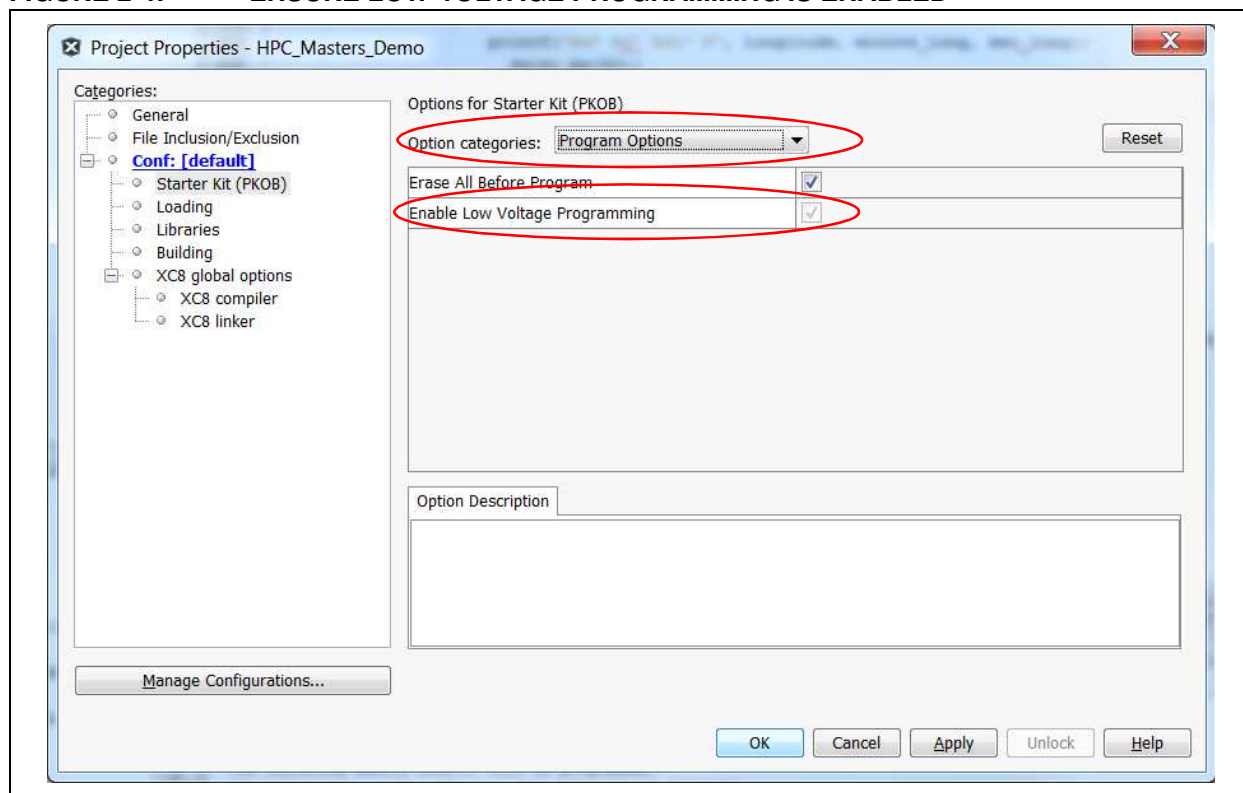 Project Properties - HPC_Masters_Demo
X
Categories:
General
File Inclusion/Exclusion
Conf: [default]
Starter Kit (PKOB)
Loading
Libraries
Building
XC8 global options
XC8 compiler
XC8 linker
Manage Configurations...
Options for Starter Kit (PKOB)
Option categories: Program Options
Reset
Erase All Before Program
Enable Low Voltage Programming
Option Description
OK Cancel Apply Unlock Help